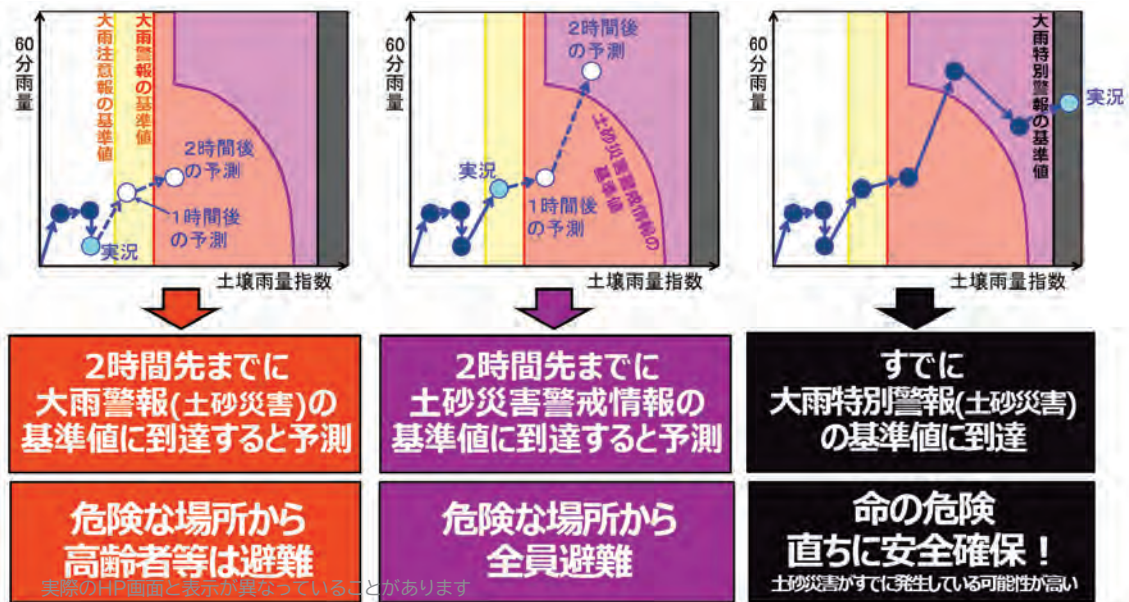 60分雨量
大雨注意報の基準値
大雨警報の基準値
2時間後
の予測
1時間後
の予測
実況
土壌雨量指数
60分雨量
2時間後
の予測
土砂災害警戒情報の
基準値
実況
1時間後
の予測
土壌雨量指数
60分雨量
大雨特別警報の基準値
実況
土壌雨量指数
2時間先までに
大雨警報(土砂災害)の
基準値に到達すると予測
2時間先までに
土砂災害警戒情報の
基準値に到達すると予測
すでに
大雨特別警報(土砂災害)
の基準値に到達
危険な場所から
高齢者等は避難
危険な場所から
全員避難
命の危険
直ちに安全確保！
土砂災害がすでに発生している可能性が高い
実際のHP画面と表示が異なっていることがあります